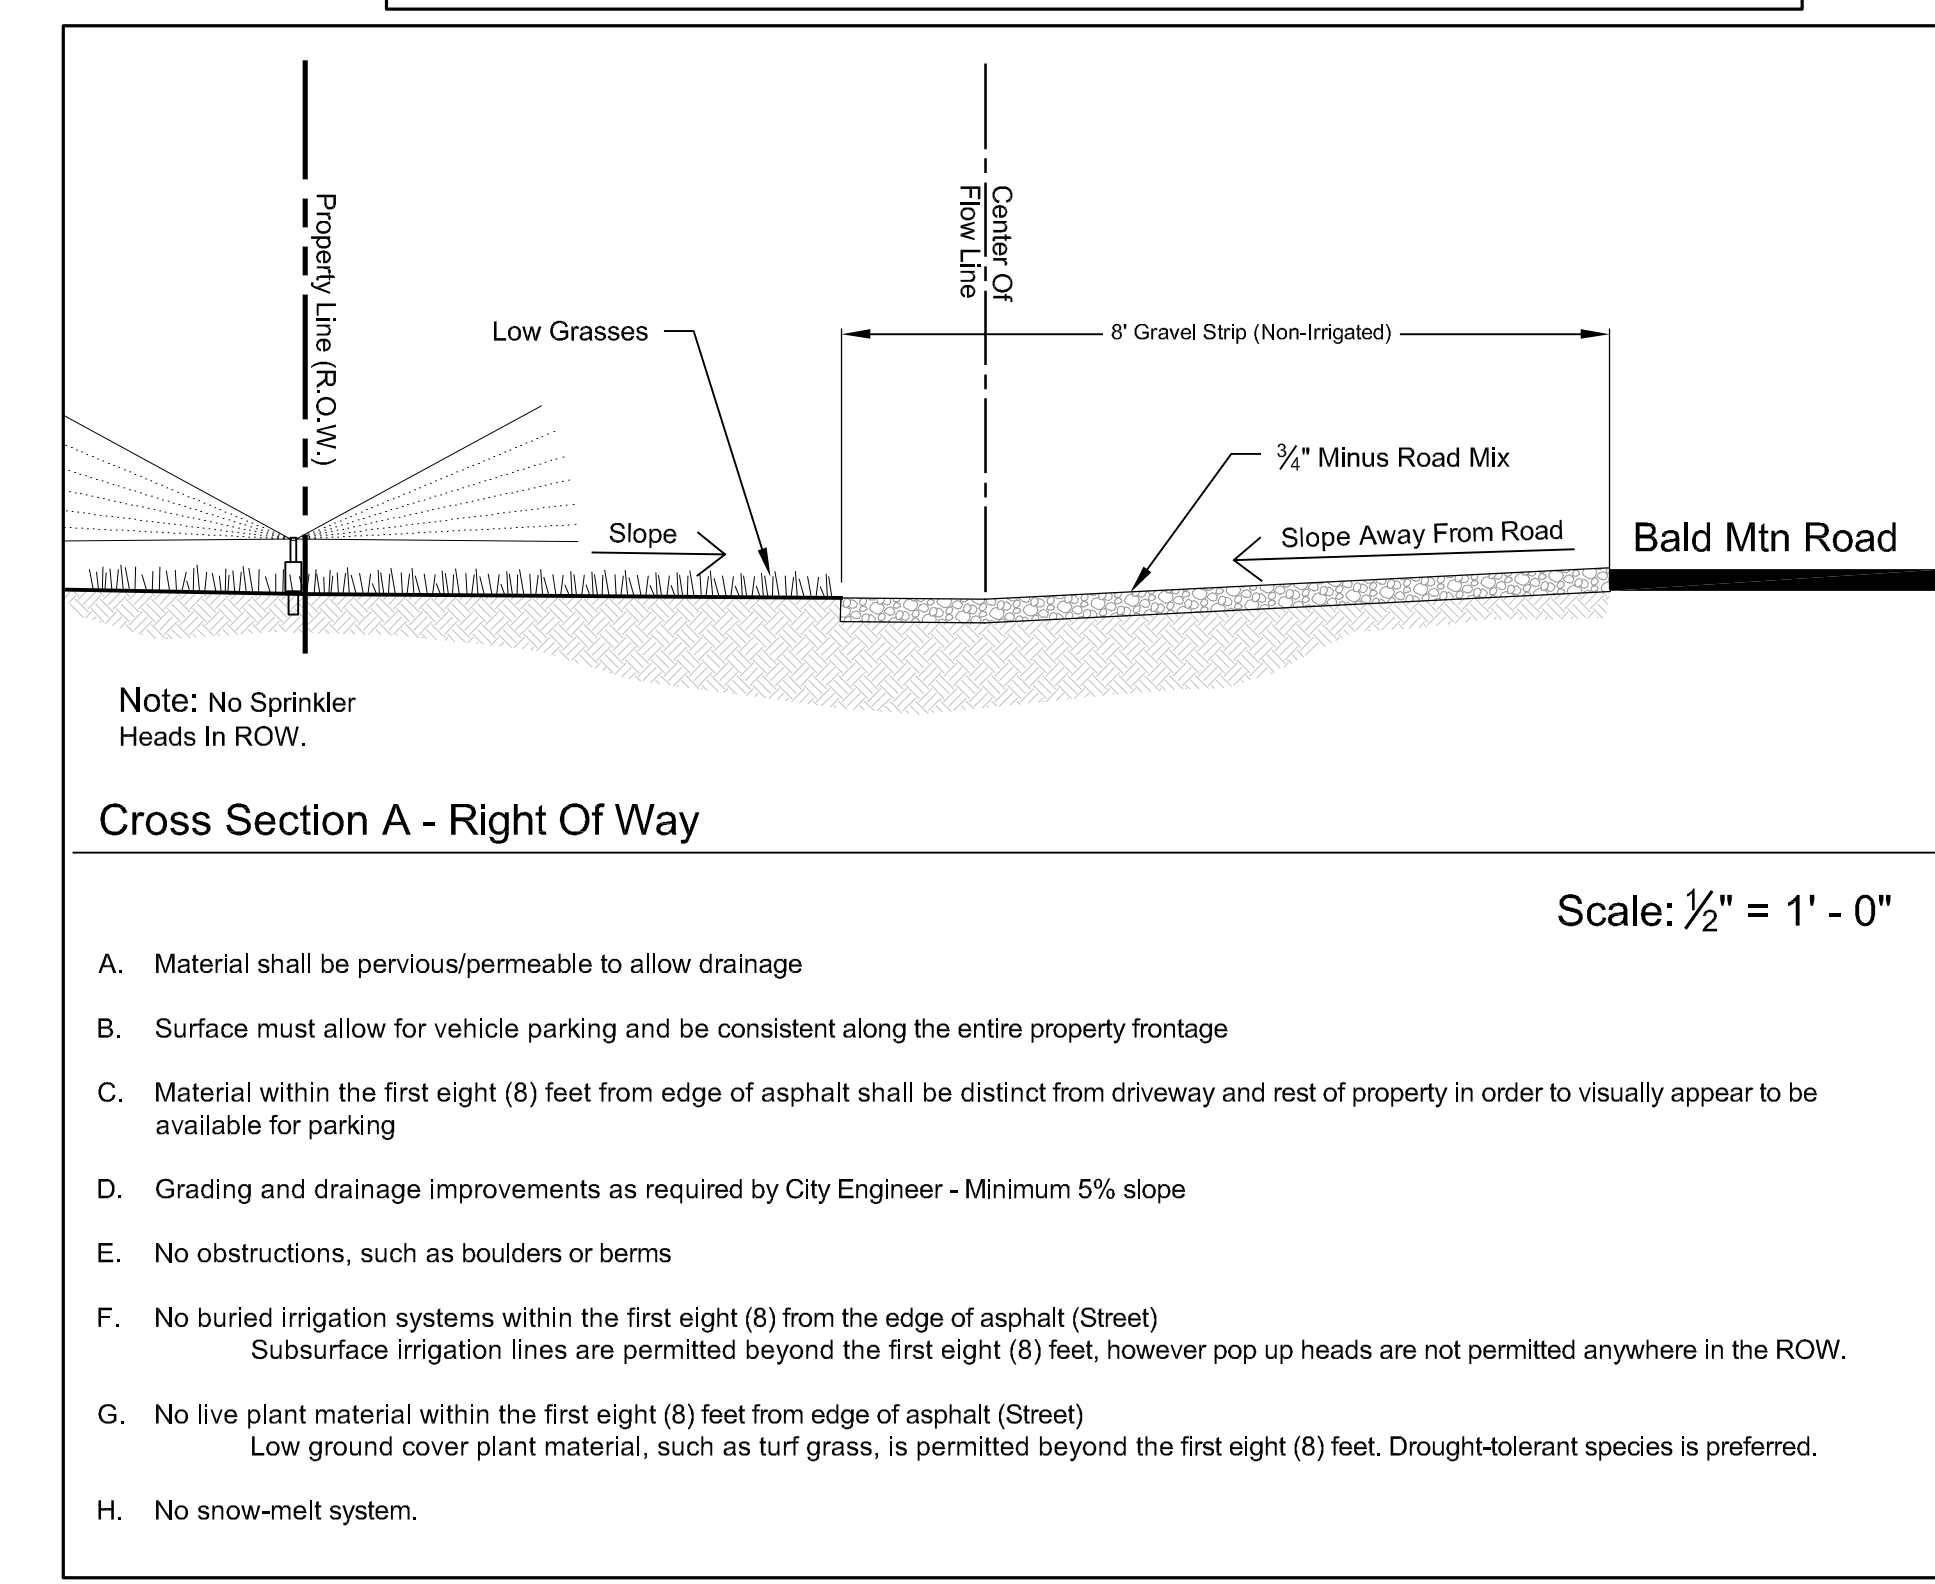 Property Line (R.O.W.)
Center Of
Flow Line
Low Grasses
8' Gravel Strip (Non-Irrigated)
¾" Minus Road Mix
Slope
Slope Away From Road
Bald Mtn Road
Note: No Sprinkler
Heads In ROW.
Cross Section A - Right Of Way
Scale: ½" = 1' - 0"
A. Material shall be pervious/permeable to allow drainage
B. Surface must allow for vehicle parking and be consistent along the entire property frontage
C. Material within the first eight (8) feet from edge of asphalt shall be distinct from driveway and rest of property in order to visually appear to be
available for parking
D. Grading and drainage improvements as required by City Engineer - Minimum 5% slope
E. No obstructions, such as boulders or berms
F. No buried irrigation systems within the first eight (8) from the edge of asphalt (Street)
Subsurface irrigation lines are permitted beyond the first eight (8) feet, however pop up heads are not permitted anywhere in the ROW.
G. No live plant material within the first eight (8) feet from edge of asphalt (Street)
Low ground cover plant material, such as turf grass, is permitted beyond the first eight (8) feet. Drought-tolerant species is preferred.
H. No snow-melt system.